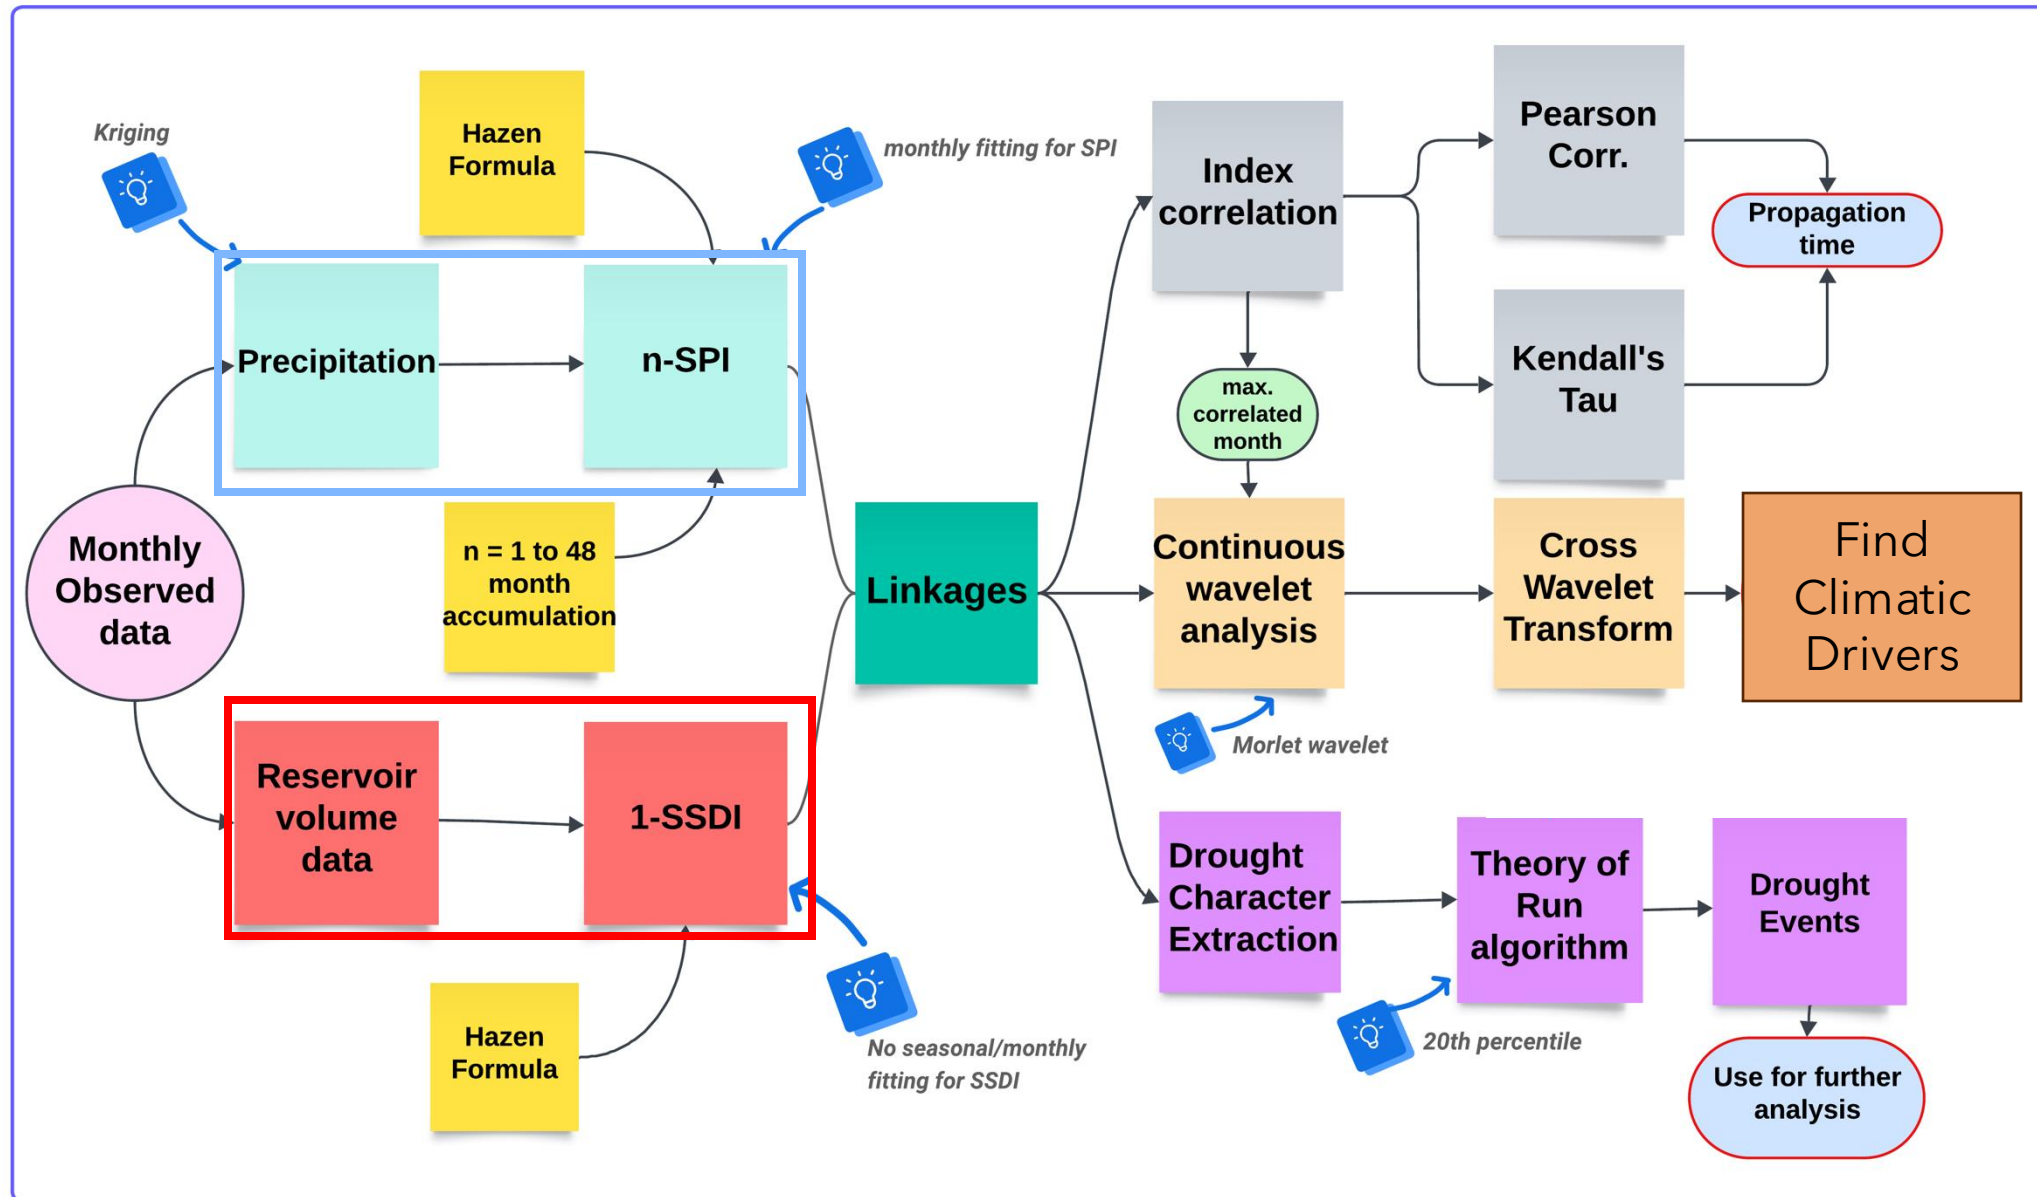 Kriging
Hazen
Formula
monthly fitting for SPI
Precipitation
n-SPI
Monthly
Observed
data
n = 1 to 48
month
accumulation
Reservoir
volume
data
1-SSDI
Hazen
Formula
No seasonal/monthly
fitting for SSDI
Linkages
Index
correlation
Pearson
Corr.
Propagation
time
Kendall's
Tau
max.
correlated
month
Continuous
wavelet
analysis
Cross
Wavelet
Transform
Find
Climatic
Drivers
Morlet wavelet
Drought
Character
Extraction
Theory of
Run
algorithm
Drought
Events
20th percentile
Use for further
analysis